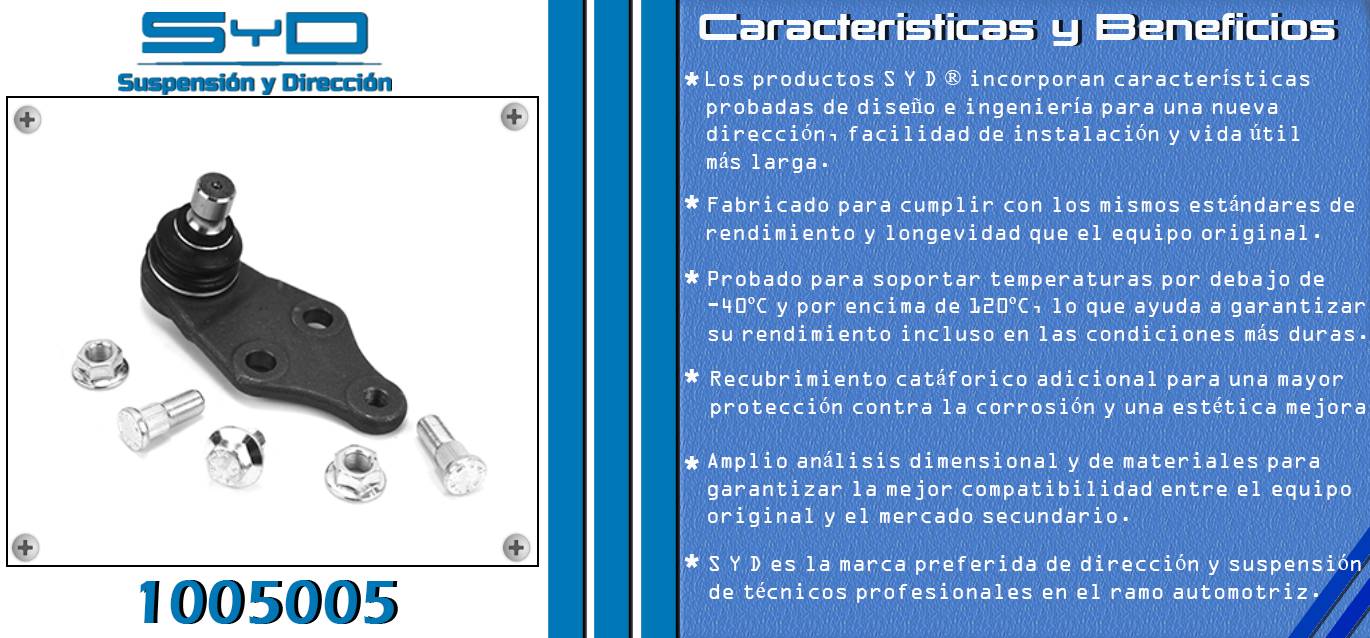 SYD
Suspensión y Dirección
1005005
Caracteristicas y Beneficios
* Los productos S Y D ® incorporan características
probadas de diseño e ingeniería para una nueva
dirección, facilidad de instalación y vida útil
más larga.
* Fabricado para cumplir con los mismos estándares de
rendimiento y longevidad que el equipo original.
* Probado para soportar temperaturas por debajo de
-40°C y por encima de 120°C, lo que ayuda a garantizar
su rendimiento incluso en las condiciones más duras.
* Recubrimiento catáforico adicional para una mayor
protección contra la corrosión y una estética mejora
* Amplio análisis dimensional y de materiales para
garantizar la mejor compatibilidad entre el equipo
original y el mercado secundario.
* S Y D es la marca preferida de dirección y suspensión
de técnicos profesionales en el ramo automotriz.